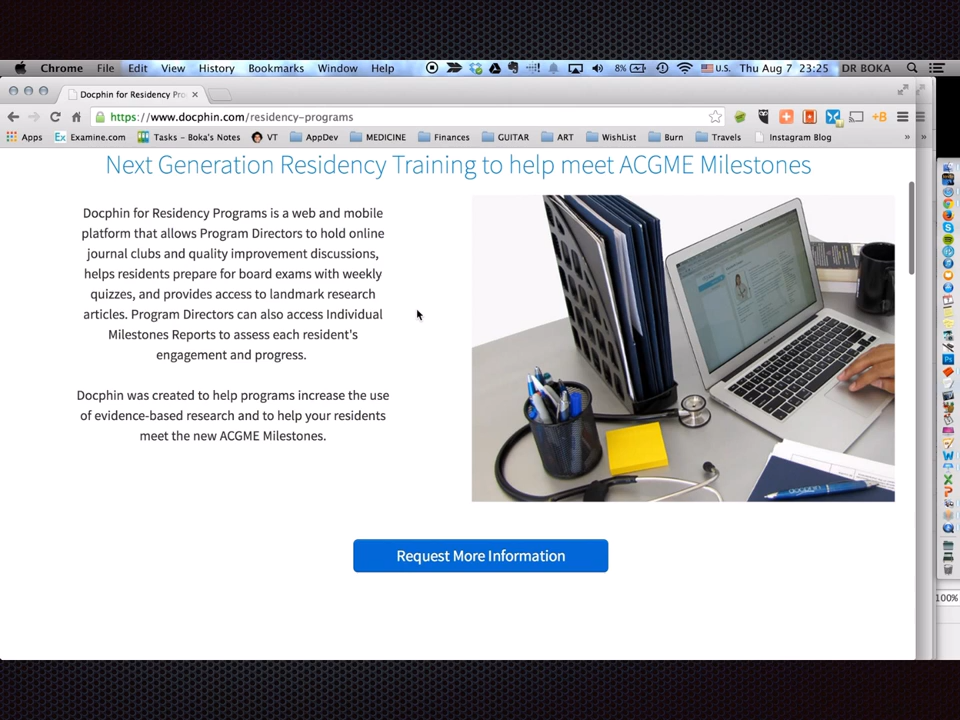 Chrome File Edit View History Bookmarks Window Help 8% U.S. Thu Aug 7 23:25 DR BOKA
Docphin for Residency Pro
https://www.docphin.com/residency-programs
Apps Examine.com Tasks - Boka's Notes VT AppDev MEDICINE Finances GUITAR ART WishList Burn Travels Instagram Blog »
Next Generation Residency Training to help meet ACGME Milestones
Docphin for Residency Programs is a web and mobile
platform that allows Program Directors to hold online
journal clubs and quality improvement discussions,
helps residents prepare for board exams with weekly
quizzes, and provides access to landmark research
articles. Program Directors can also access Individual
Milestones Reports to assess each resident's
engagement and progress.
Docphin was created to help programs increase the use
of evidence-based research and to help your residents
meet the new ACGME Milestones.
Request More Information
100%